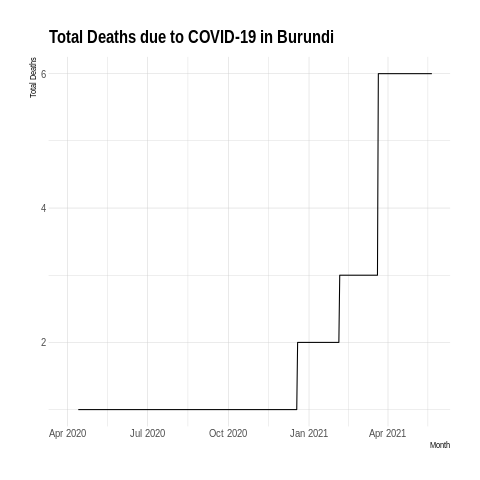 Total Deaths due to COVID-19 in Burundi
Total Deaths
6
4
2
Apr 2020
Jul 2020
Oct 2020
Jan 2021
Apr 2021
Month